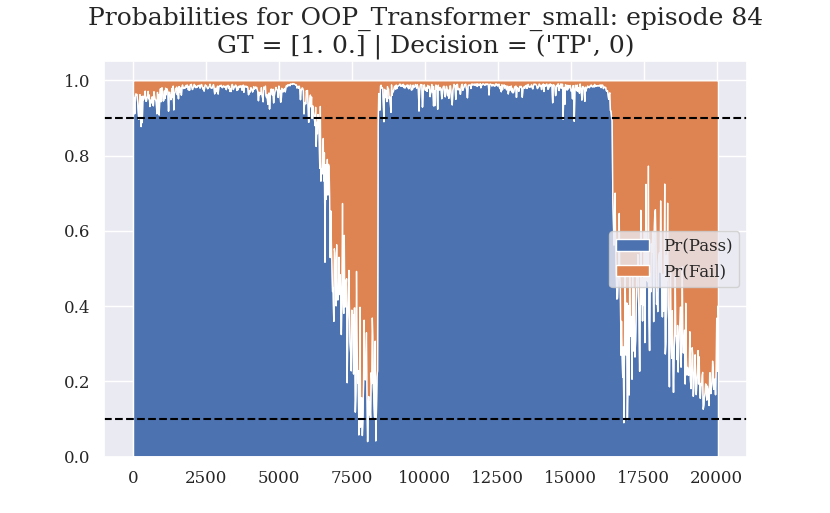 Probabilities for OOP_Transformer_small: episode 84
GT = [1. 0.] | Decision = ('TP', 0)
1.0
0.8
0.6
0.4
0.2
0.0
Pr(Pass)
Pr(Fail)
0 2500 5000 7500 10000 12500 15000 17500 20000